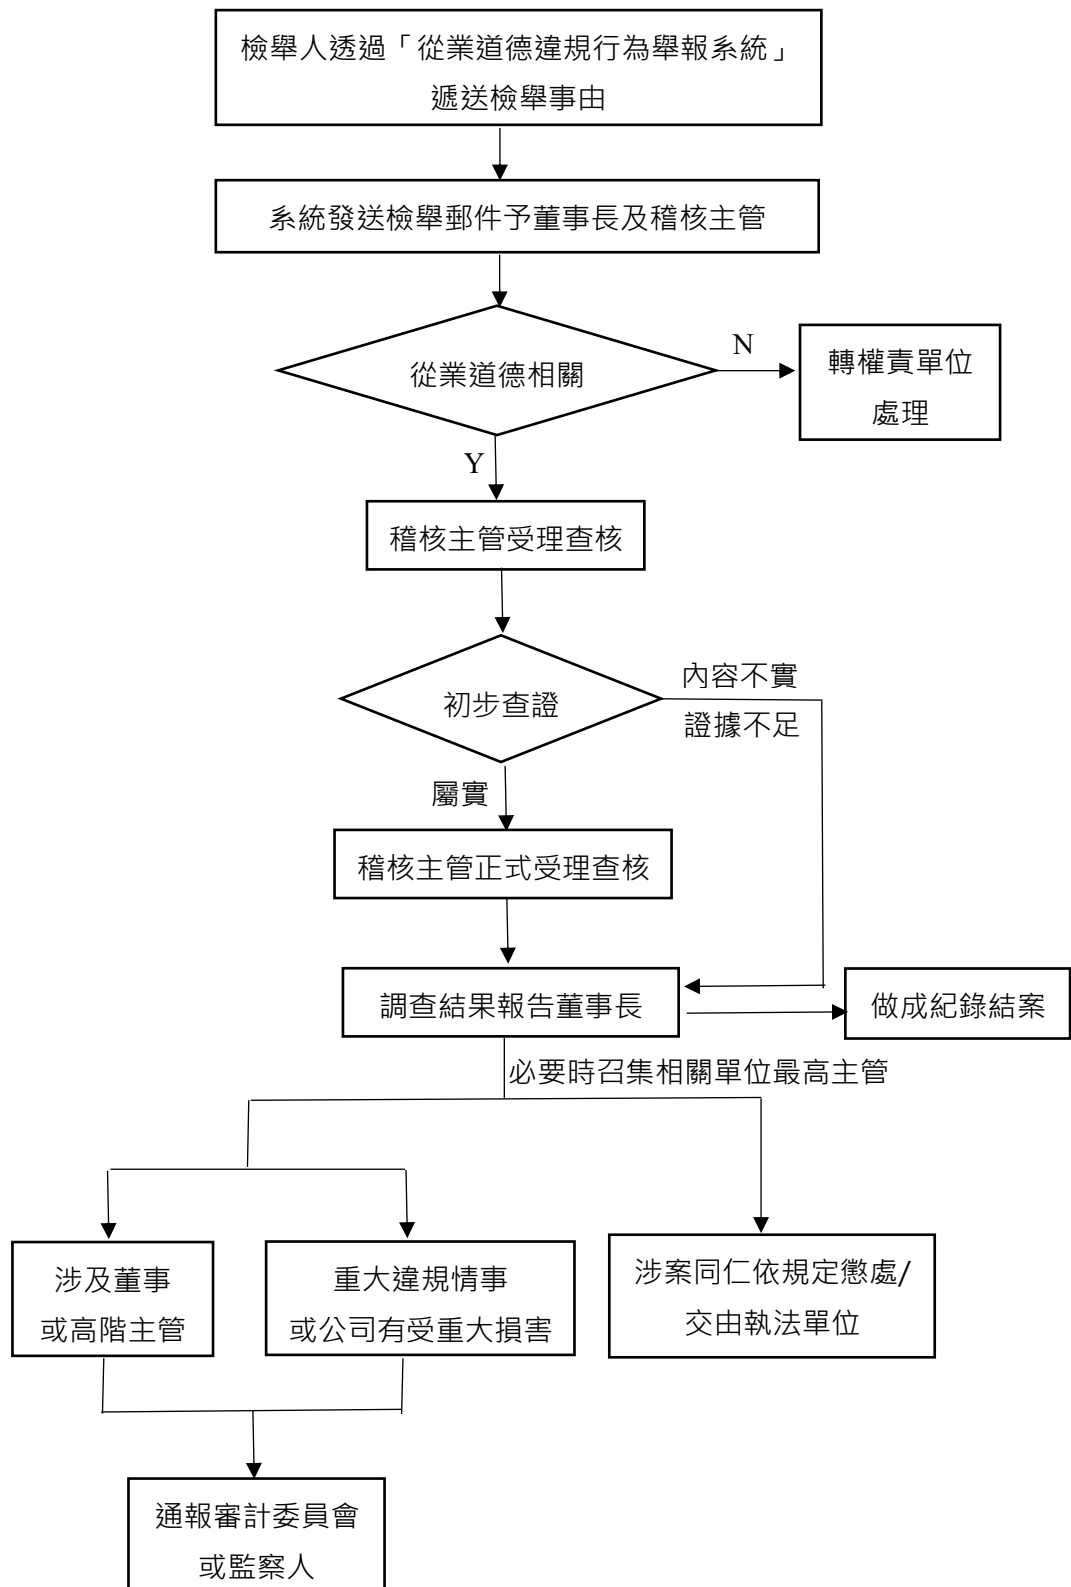 檢舉人透過「從業道德違規行為舉報系統」
遞送檢舉事由
系統發送檢舉郵件予董事長及稽核主管
從業道德相關
N
轉權責單位
處理
Y
稽核主管受理查核
初步查證
內容不實
證據不足
屬實
稽核主管正式受理查核
調查結果報告董事長
做成紀錄結案
必要時召集相關單位最高主管
涉及董事
或高階主管
重大違規情事
或公司有受重大損害
涉案同仁依規定懲處/
交由執法單位
通報審計委員會
或監察人